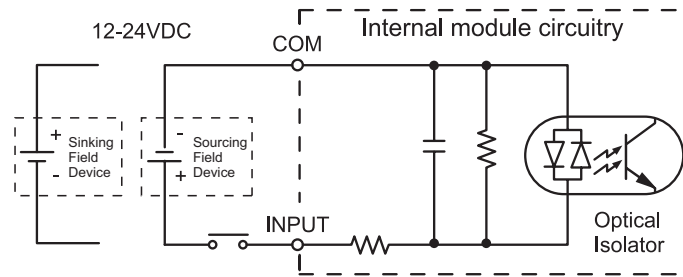 12-24VDC
COM
Internal module circuitry
+
Sinking
Field
Device
-
-
Sourcing
Field
Device
+
INPUT
Optical
Isolator